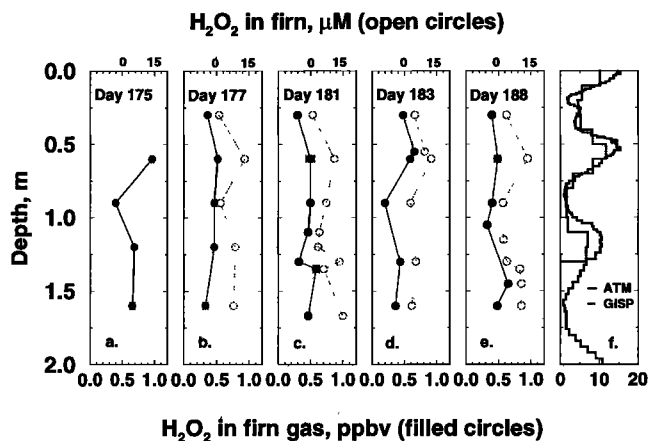 H₂O₂ in firn, µM (open circles)
0 15 0 15 0 15 0 15 0 15
0.0
0.5
1.0
1.5
2.0
Depth, m
Day 175 Day 177 Day 181 Day 183 Day 188
ATM
GISP
a. b. c. d. e. f.
0.0 0.5 1.0 0.0 0.5 1.0 0.0 0.5 1.0 0.0 0.5 1.0 0.0 0.5 1.0 0 10 20
H₂O₂ in firn gas, ppbv (filled circles)